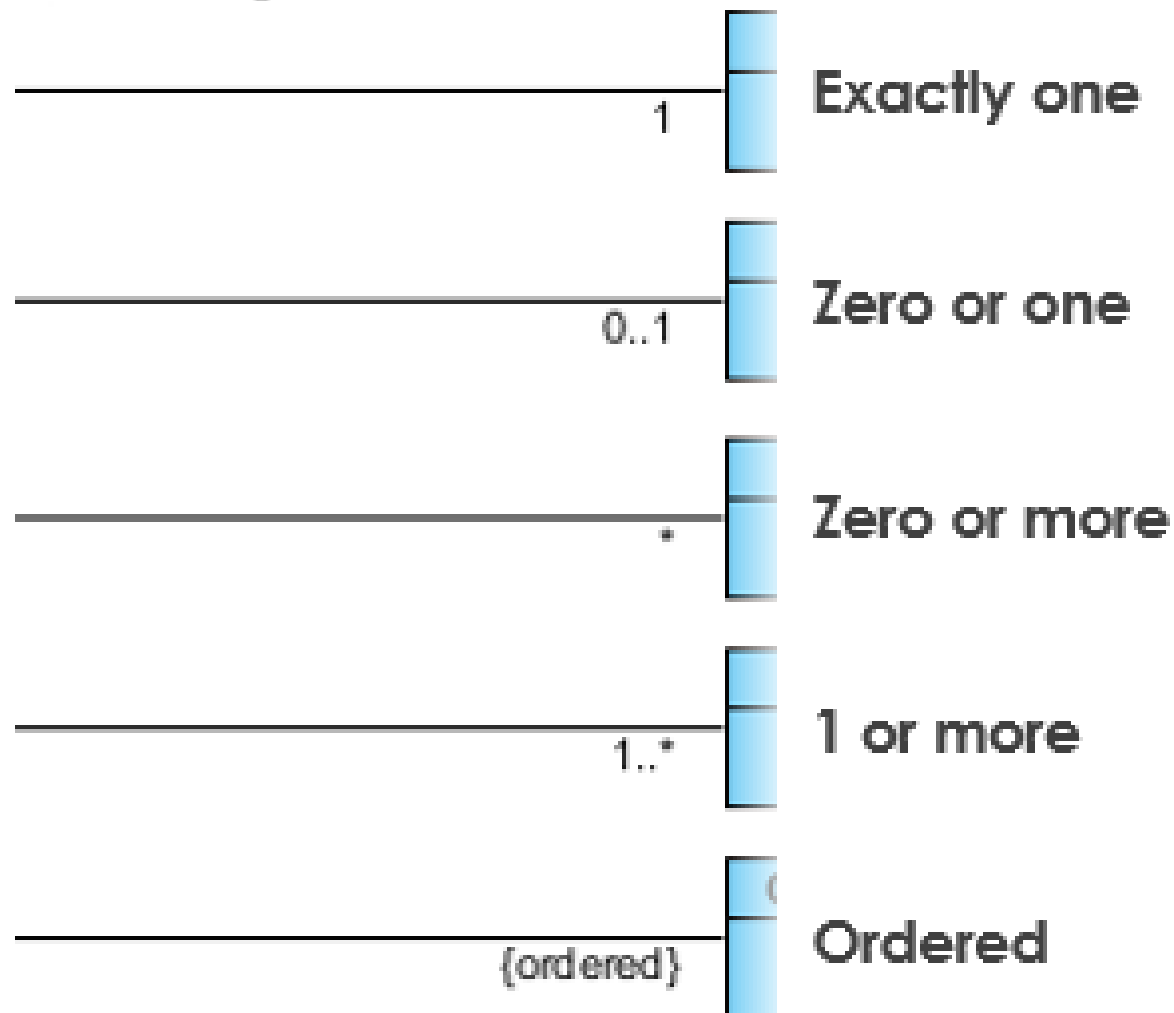 1 Exactly one
0..1 Zero or one
* Zero or more
1..* 1 or more
{ordered} Ordered